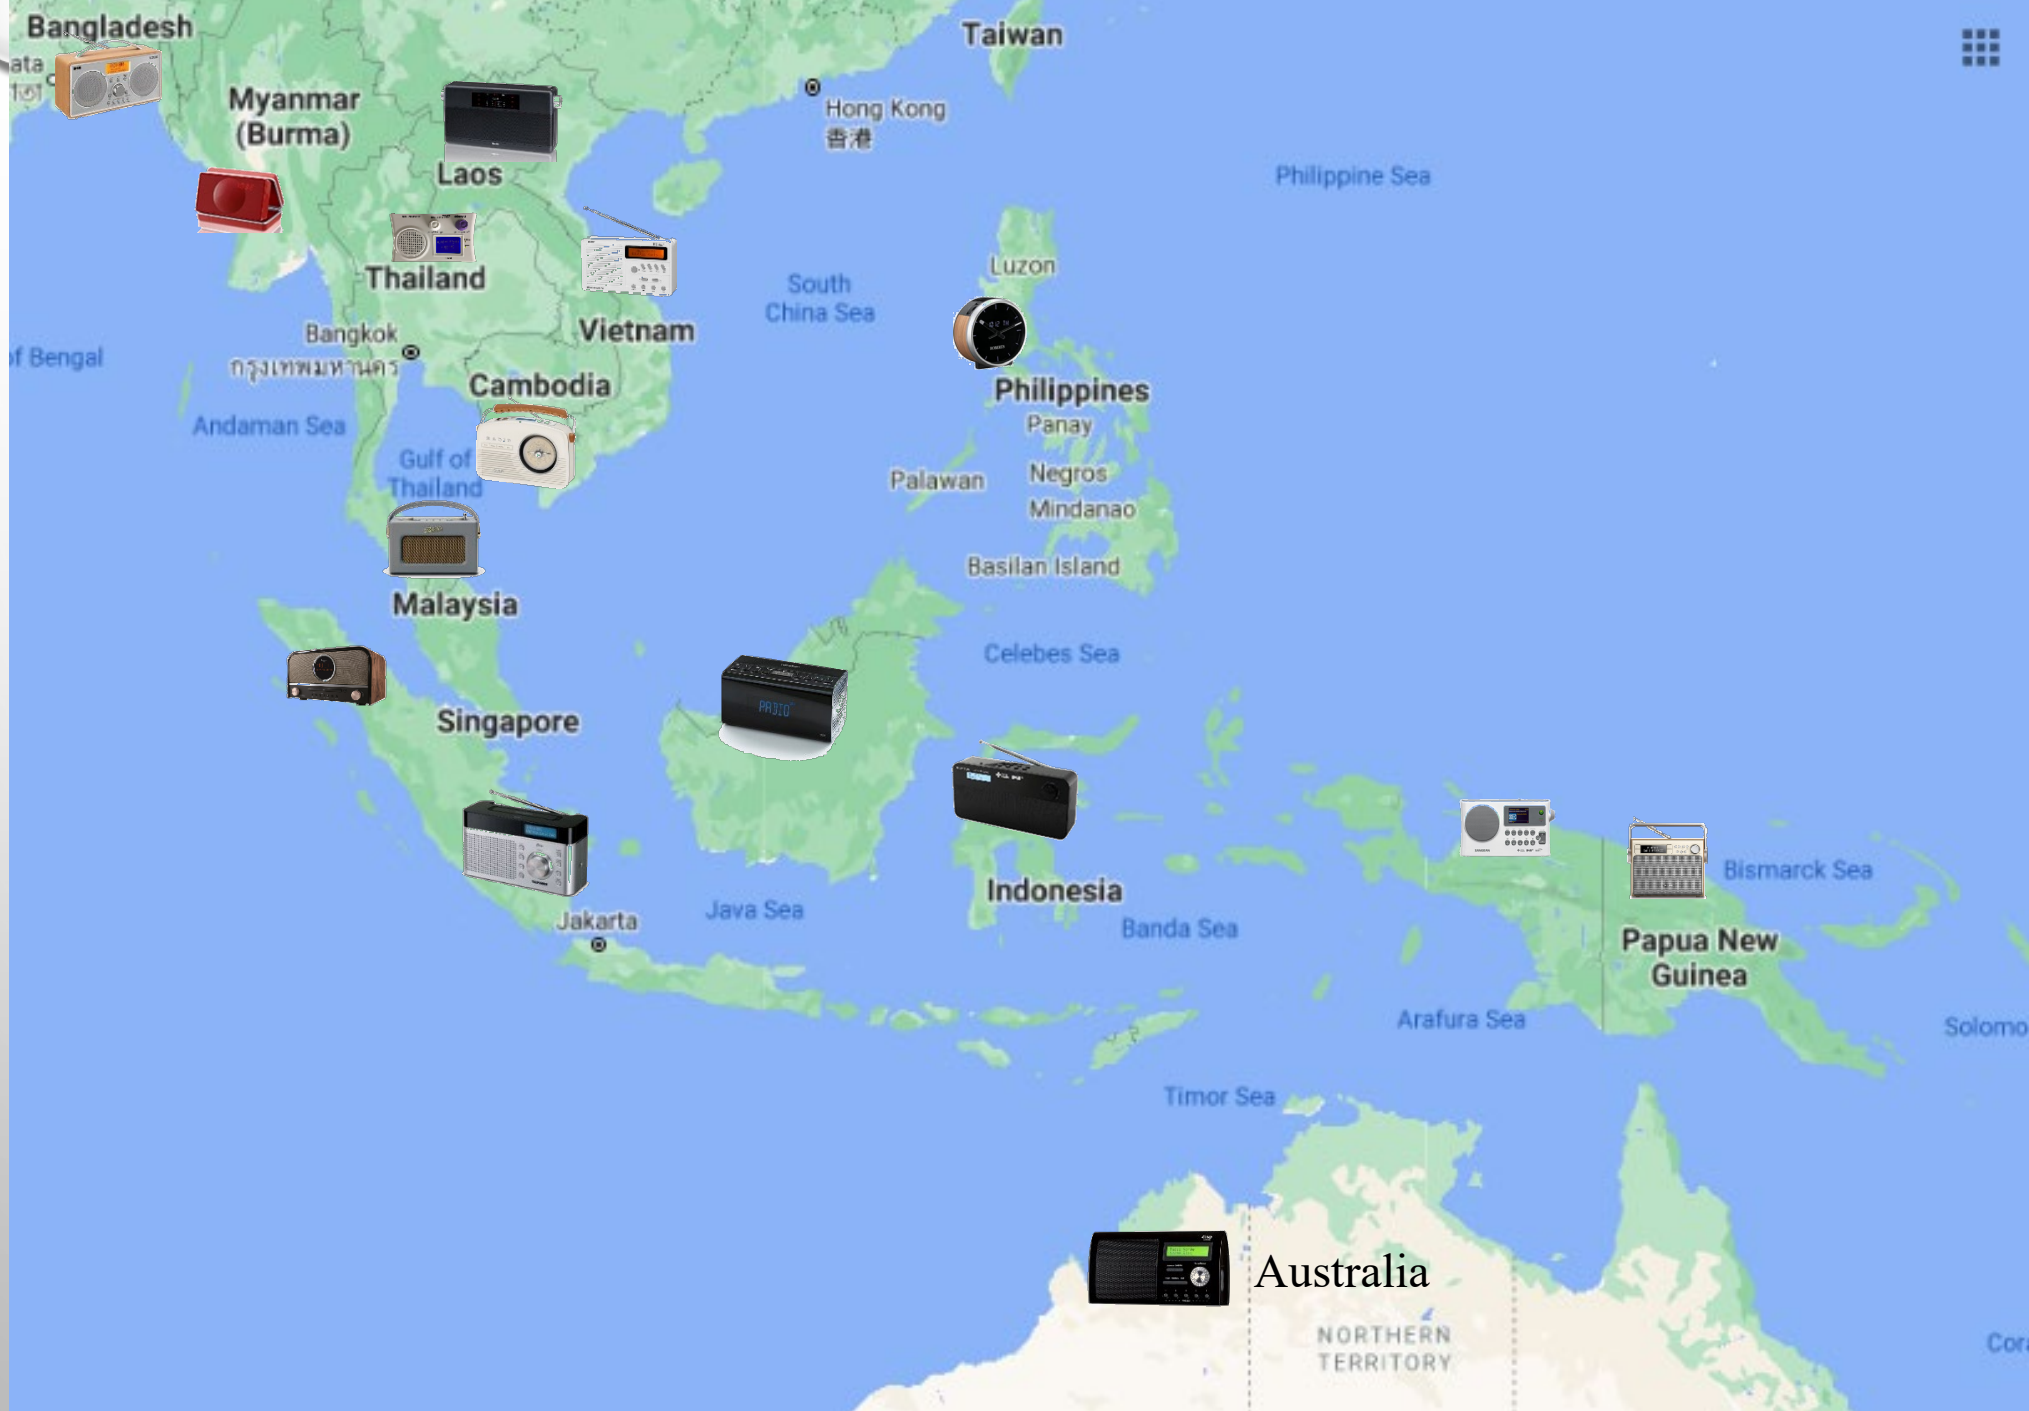 Bangladesh
ata
Taiwan
Myanmar
(Burma)
Hong Kong
香港
Laos
Philippine Sea
Thailand
Luzon
South
China Sea
Bangkok
กรุงเทพมหานคร
Vietnam
of Bengal
Cambodia
Philippines
Panay
Andaman Sea
Gulf of
Thailand
Palawan
Negros
Mindanao
Basilan Island
Malaysia
Celebes Sea
Singapore
RADIO
Indonesia
Bismarck Sea
Jakarta
Java Sea
Banda Sea
Papua New
Guinea
Arafura Sea
Solomo
Timor Sea
Australia
NORTHERN
TERRITORY
Cor